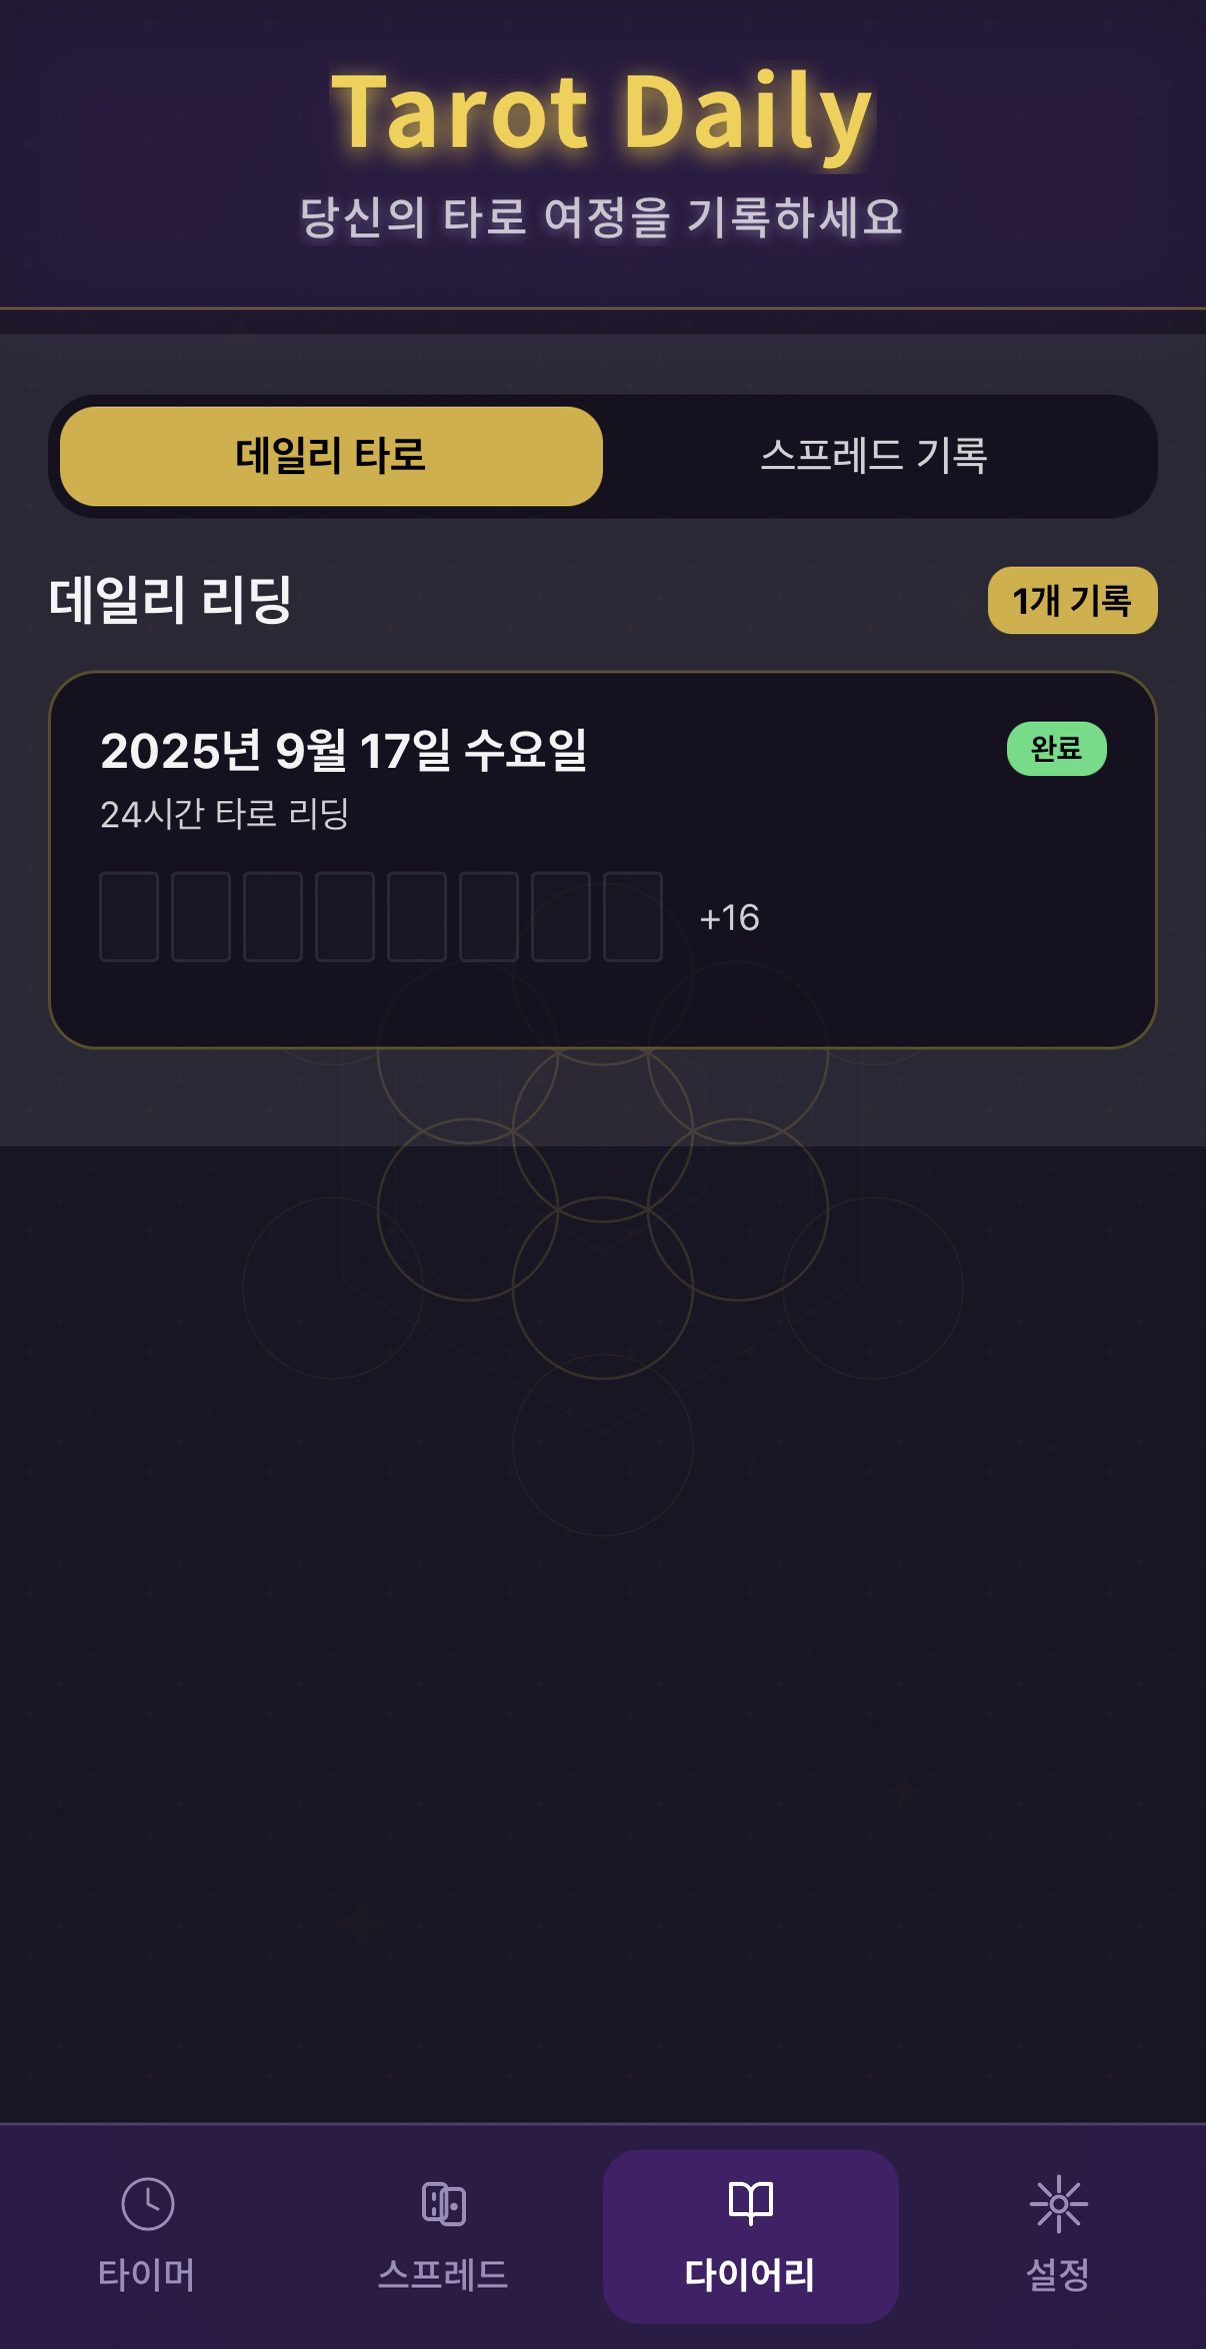 Tarot Daily
당신의 타로 여정을 기록하세요
데일리 타로
스프레드 기록
데일리 리딩
1개 기록
2025년 9월 17일 수요일
완료
24시간 타로 리딩
+16
타이머
스프레드
다이어리
설정